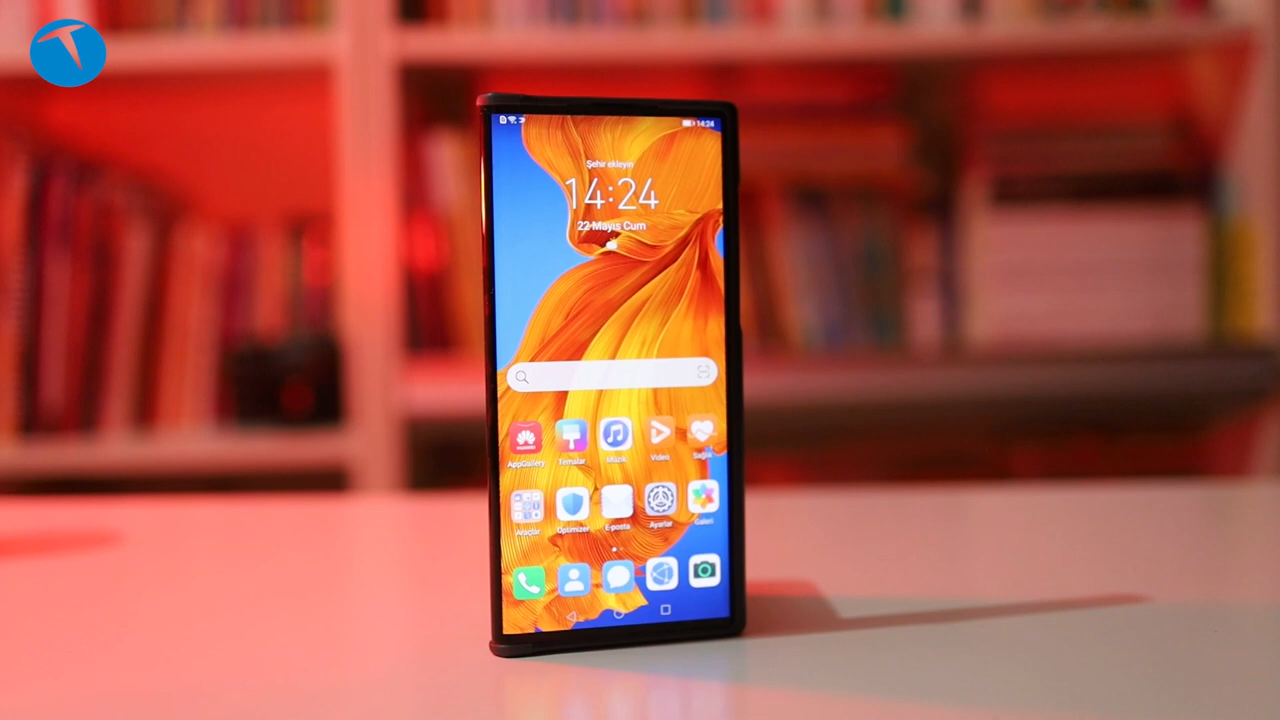 14:24
Şehir ekleyin
14:24
22 Mayıs Cum
HUAWEI
AppGallery
Temalar
Müzik
Video
Sağlık
Araçlar
Optimizer
E-posta
Ayarlar
Galeri